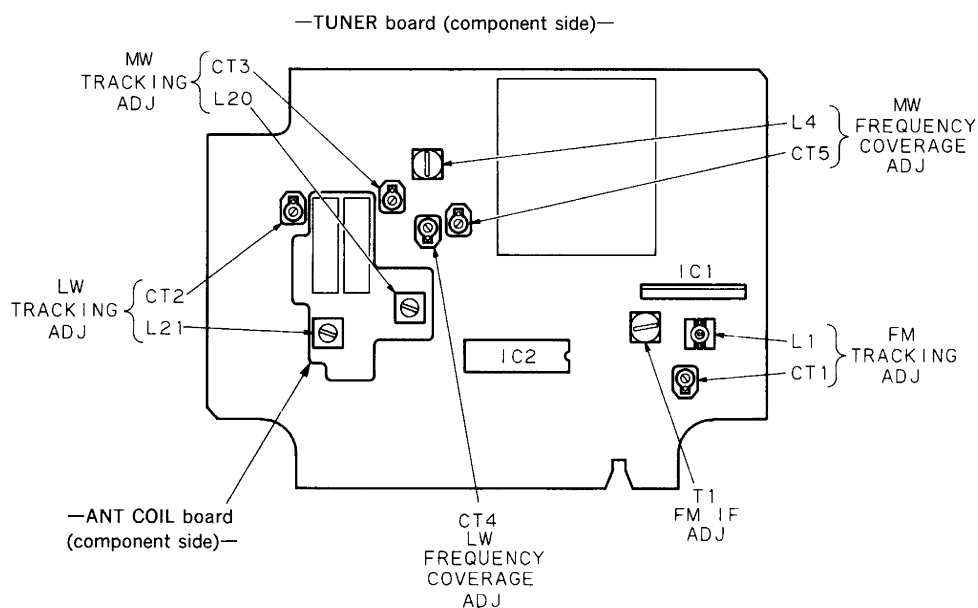 —TUNER board (component side)—
MW
TRACKING
ADJ
CT3
L20
L4
CT5
MW
FREQUENCY
COVERAGE
ADJ
LW
TRACKING
ADJ
CT2
L21
IC1
IC2
L1
CT1
FM
TRACKING
ADJ
—ANT COIL board
(component side)—
CT4
LW
FREQUENCY
COVERAGE
ADJ
T1
FM IF
ADJ